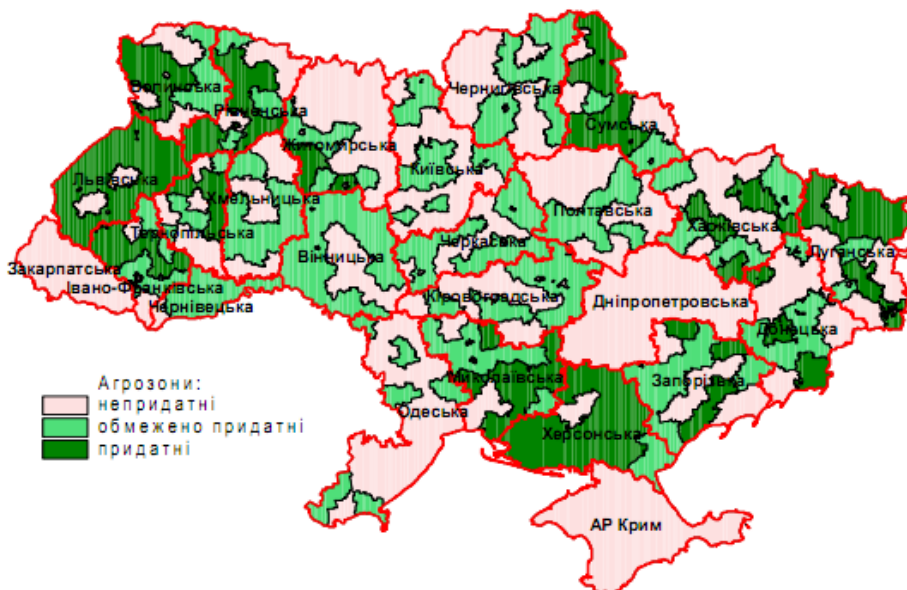 Волинська
Рівненська
Житомирська
Чернігівська
Сумська
Київська
Львівська
Хмельницька
Тернопільська
Полтавська
Харківська
Луганська
Черкаська
Вінницька
Закарпатська
Івано-Франківська
Чернівецька
Кіровоградська
Дніпропетровська
Донецька
Миколаївська
Запорізька
Одеська
Херсонська
АР Крим
Агрозони:
непридатні
обмежено придатні
придатні